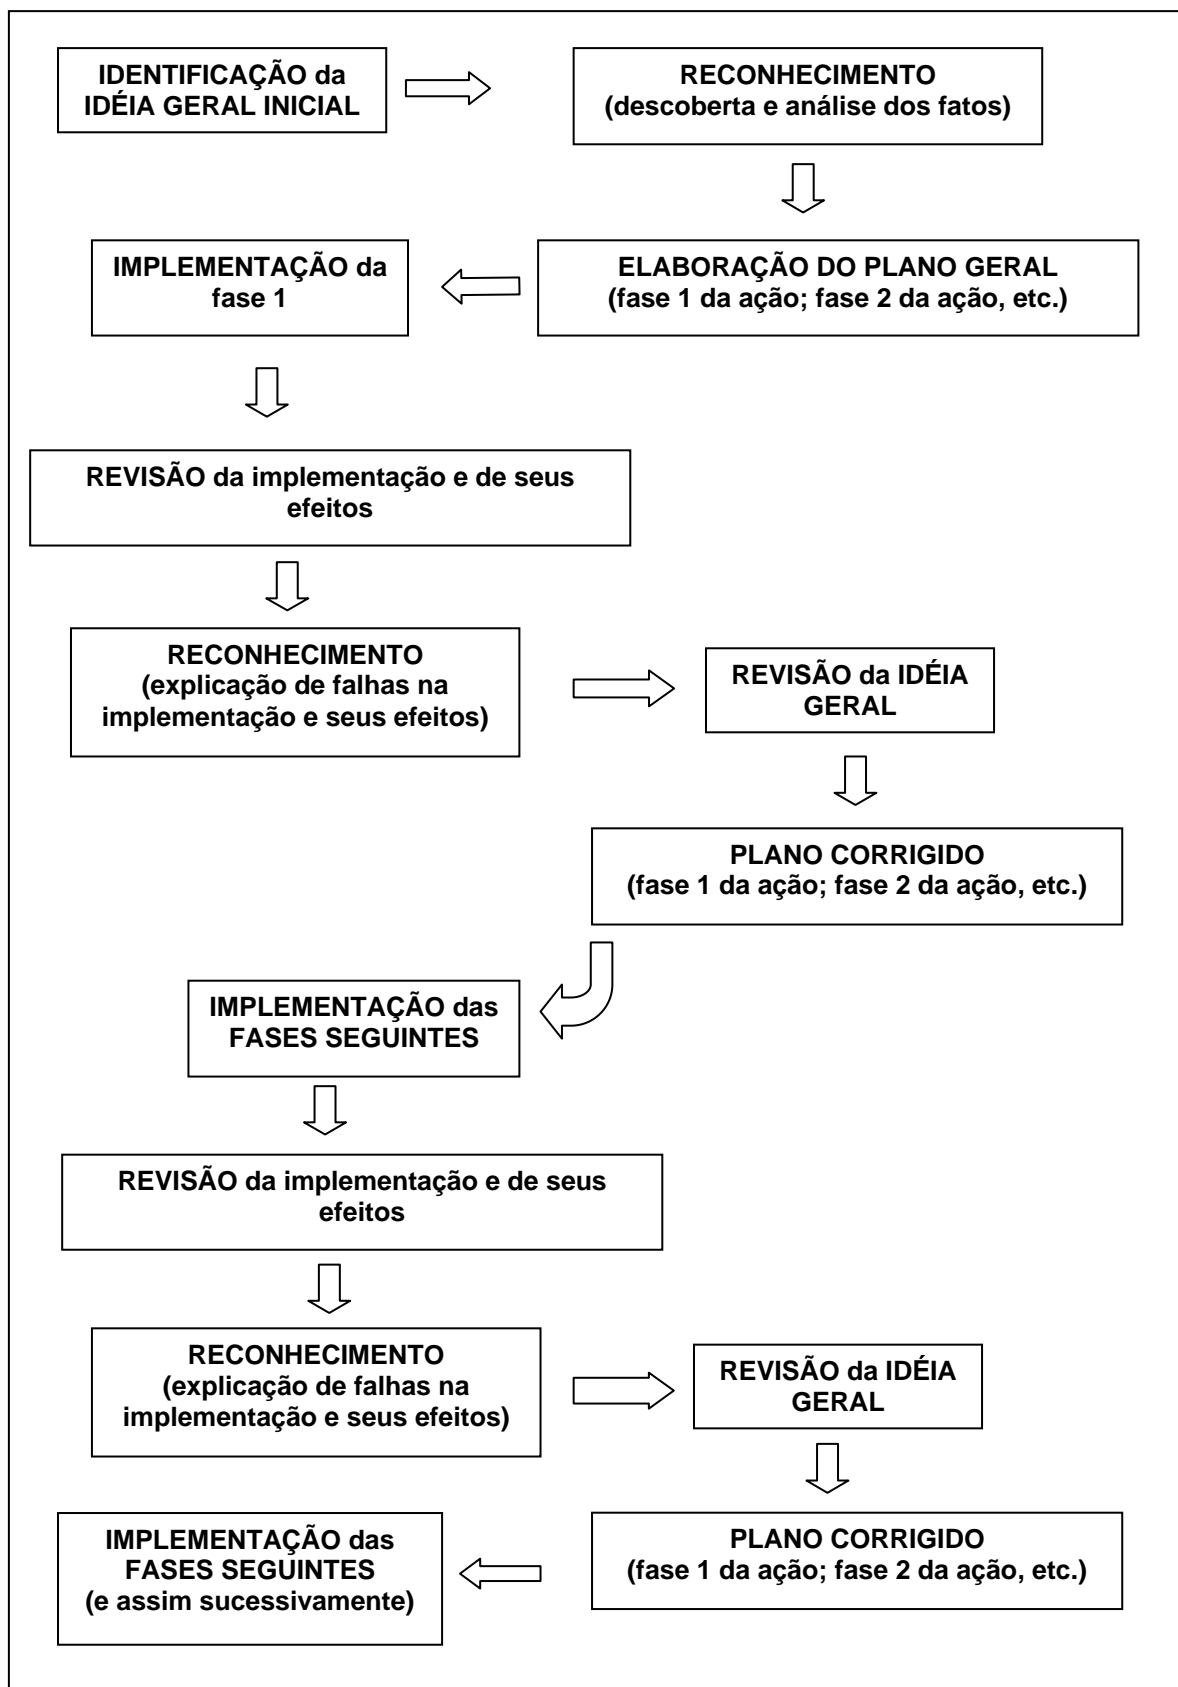 IDENTIFICAÇÃO da
IDÉIA GERAL INICIAL
RECONHECIMENTO
(descoberta e análise dos fatos)
ELABORAÇÃO DO PLANO GERAL
(fase 1 da ação; fase 2 da ação, etc.)
IMPLEMENTAÇÃO da
fase 1
REVISÃO da implementação e de seus
efeitos
RECONHECIMENTO
(explicação de falhas na
implementação e seus efeitos)
REVISÃO da IDÉIA
GERAL
PLANO CORRIGIDO
(fase 1 da ação; fase 2 da ação, etc.)
IMPLEMENTAÇÃO das
FASES SEGUINTES
REVISÃO da implementação e de seus
efeitos
RECONHECIMENTO
(explicação de falhas na
implementação e seus efeitos)
REVISÃO da IDÉIA
GERAL
PLANO CORRIGIDO
(fase 1 da ação; fase 2 da ação, etc.)
IMPLEMENTAÇÃO das
FASES SEGUINTES
(e assim sucessivamente)